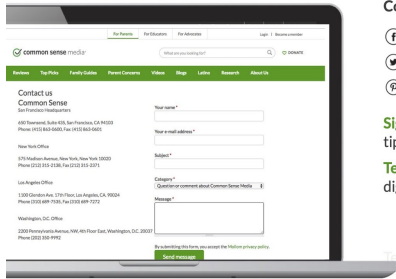 For Parents
For Educators
For Advocates
Login
Become a member
common sense media
What are you looking for?
DONATE
Reviews
Top Picks
Family Guides
Parent Concerns
Videos
Blogs
Latino
Research
About Us
Contact us
Common Sense
San Francisco Headquarters
650 Townsend, Suite 435, San Francisco, CA 94103
Phone: (415) 863-0600, Fax: (415) 863-0601
New York Office
575 Madison Avenue, New York, New York 10020
Phone (212) 315-2138, Fax (212) 315-2371
Los Angeles Office
1100 Glendon Ave. 17th Floor, Los Angeles, CA. 90024
Phone (310) 689-7535, Fax (310) 689-7272
Washington, D.C. Office
2200 Pennsylvania Avenue, NW, 4th Floor East, Washington, D.C. 20037
Phone (202) 350-9992
Your name *
Your e-mail address *
Subject *
Category *
Question or comment about Common Sense Media
Message *
By submitting this form, you accept the Mollom privacy policy.
Send message
Co
Si
tip
Te
di